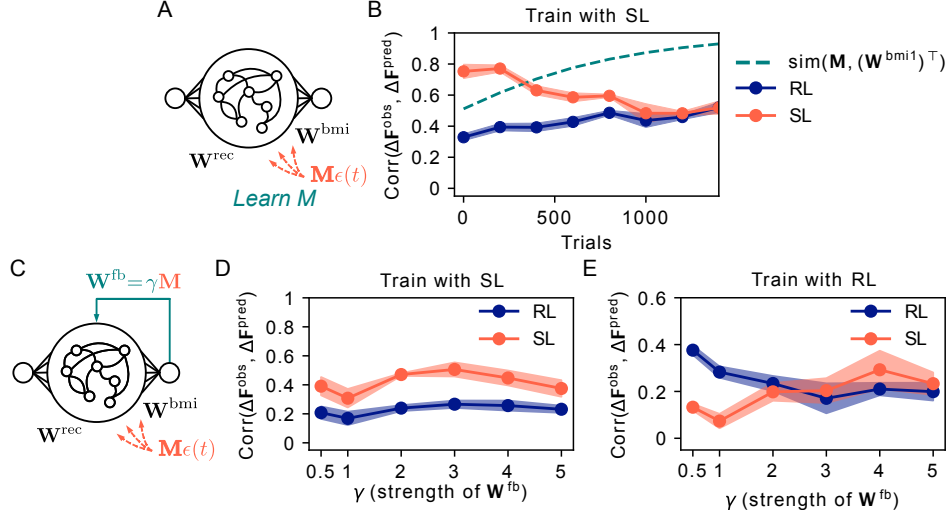 A
W^rec
W^bmi
Mϵ(t)
Learn M
B
Train with SL
Corr(ΔF^obs, ΔF^pred)
1
0.8
0.6
0.4
0.2
0
0
500
1000
Trials
sim(M, (W^bmi1)^⊤)
RL
SL
C
W^fb=γM
W^rec
W^bmi
Mϵ(t)
D
Train with SL
Corr(ΔF^obs, ΔF^pred)
1
0.8
0.6
0.4
0.2
0
RL
SL
0.5
1
2
3
4
5
γ (strength of W^fb)
E
Train with RL
Corr(ΔF^obs, ΔF^pred)
0.6
0.4
0.2
0
RL
SL
0.5
1
2
3
4
5
γ (strength of W^fb)